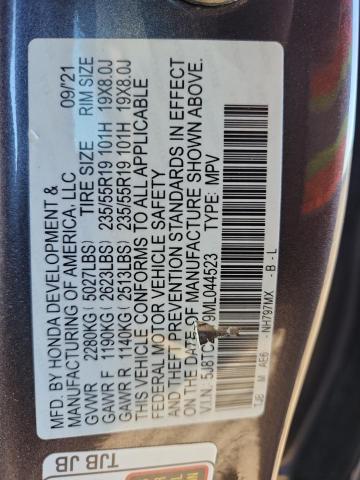 MFD. BY HONDA DEVELOPMENT & 09/21
MANUFACTURING OF AMERICA, LLC
TIRE SIZE RIM SIZE
GVWR 2280KG (5027LBS)
GAWR F 1190KG (2623LBS) 235/55R19 101H 19X8.0J
GAWR R 1140KG (2513LBS) 235/55R19 101H 19X8.0J
THIS VEHICLE CONFORMS TO ALL APPLICABLE
FEDERAL MOTOR VEHICLE SAFETY
AND THEFT PREVENTION STANDARDS IN EFFECT
ON THE DATE OF MANUFACTURE SHOWN ABOVE.
V.I.N.: 9ML044523 TYPE: MPV
TJB M AE6 NH797MX - B - L
TJB JB